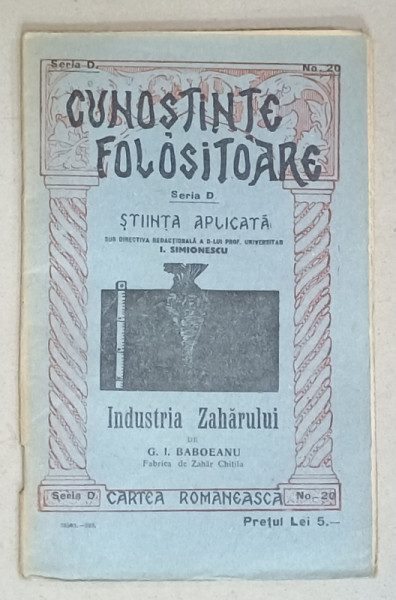 Seria D. No. 20
CUNOȘTINȚE
FOLOSITOARE
Seria D
ȘTIINȚA APLICATĂ
SUB DIRECTIVA REDACȚIONALĂ A D-LUI PROF. UNIVERSITAR
I. SIMIONESCU
Industria Zahărului
DE
G. I. BABOEANU
Fabrica de Zahăr Chitila
Seria D. CARTEA ROMÂNEASCĂ No. 20
Prețul Lei 5.—